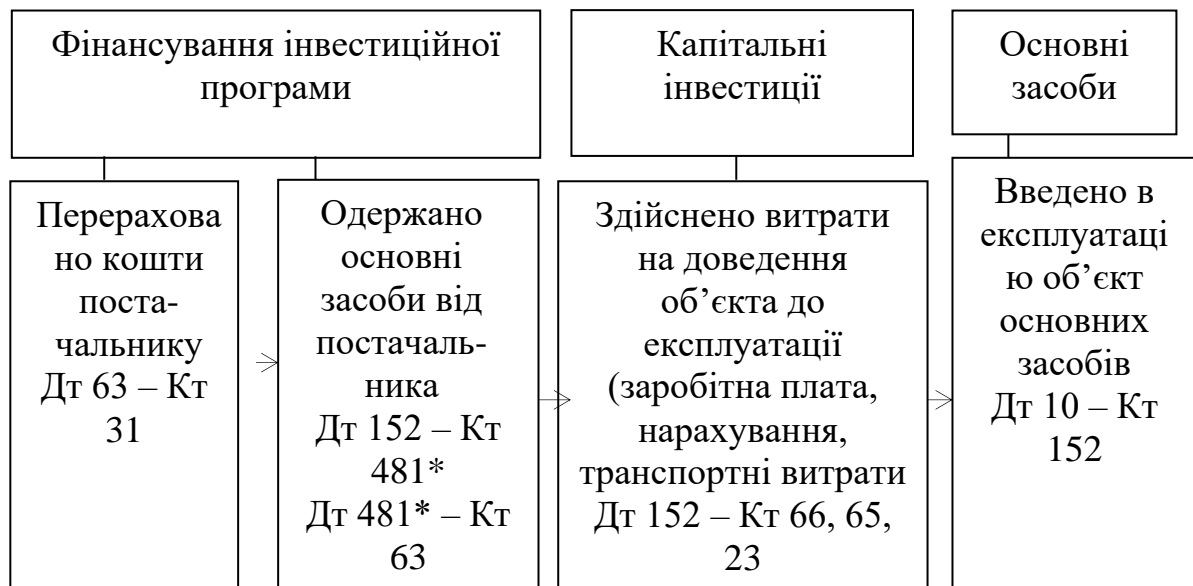 Фінансування інвестиційної
програми
Капітальні
інвестиції
Основні
засоби
Перерахова
но кошти
поста-
чальнику
Дт 63 – Кт
31
Одержано
основні
засоби від
постачаль-
ника
Дт 152 – Кт
481*
Дт 481* – Кт
63
Здійснено витрати
на доведення
об’єкта до
експлуатації
(заробітна плата,
нарахування,
транспортні витрати
Дт 152 – Кт 66, 65,
23
Введено в
експлуатаці
ю об’єкт
основних
засобів
Дт 10 – Кт
152